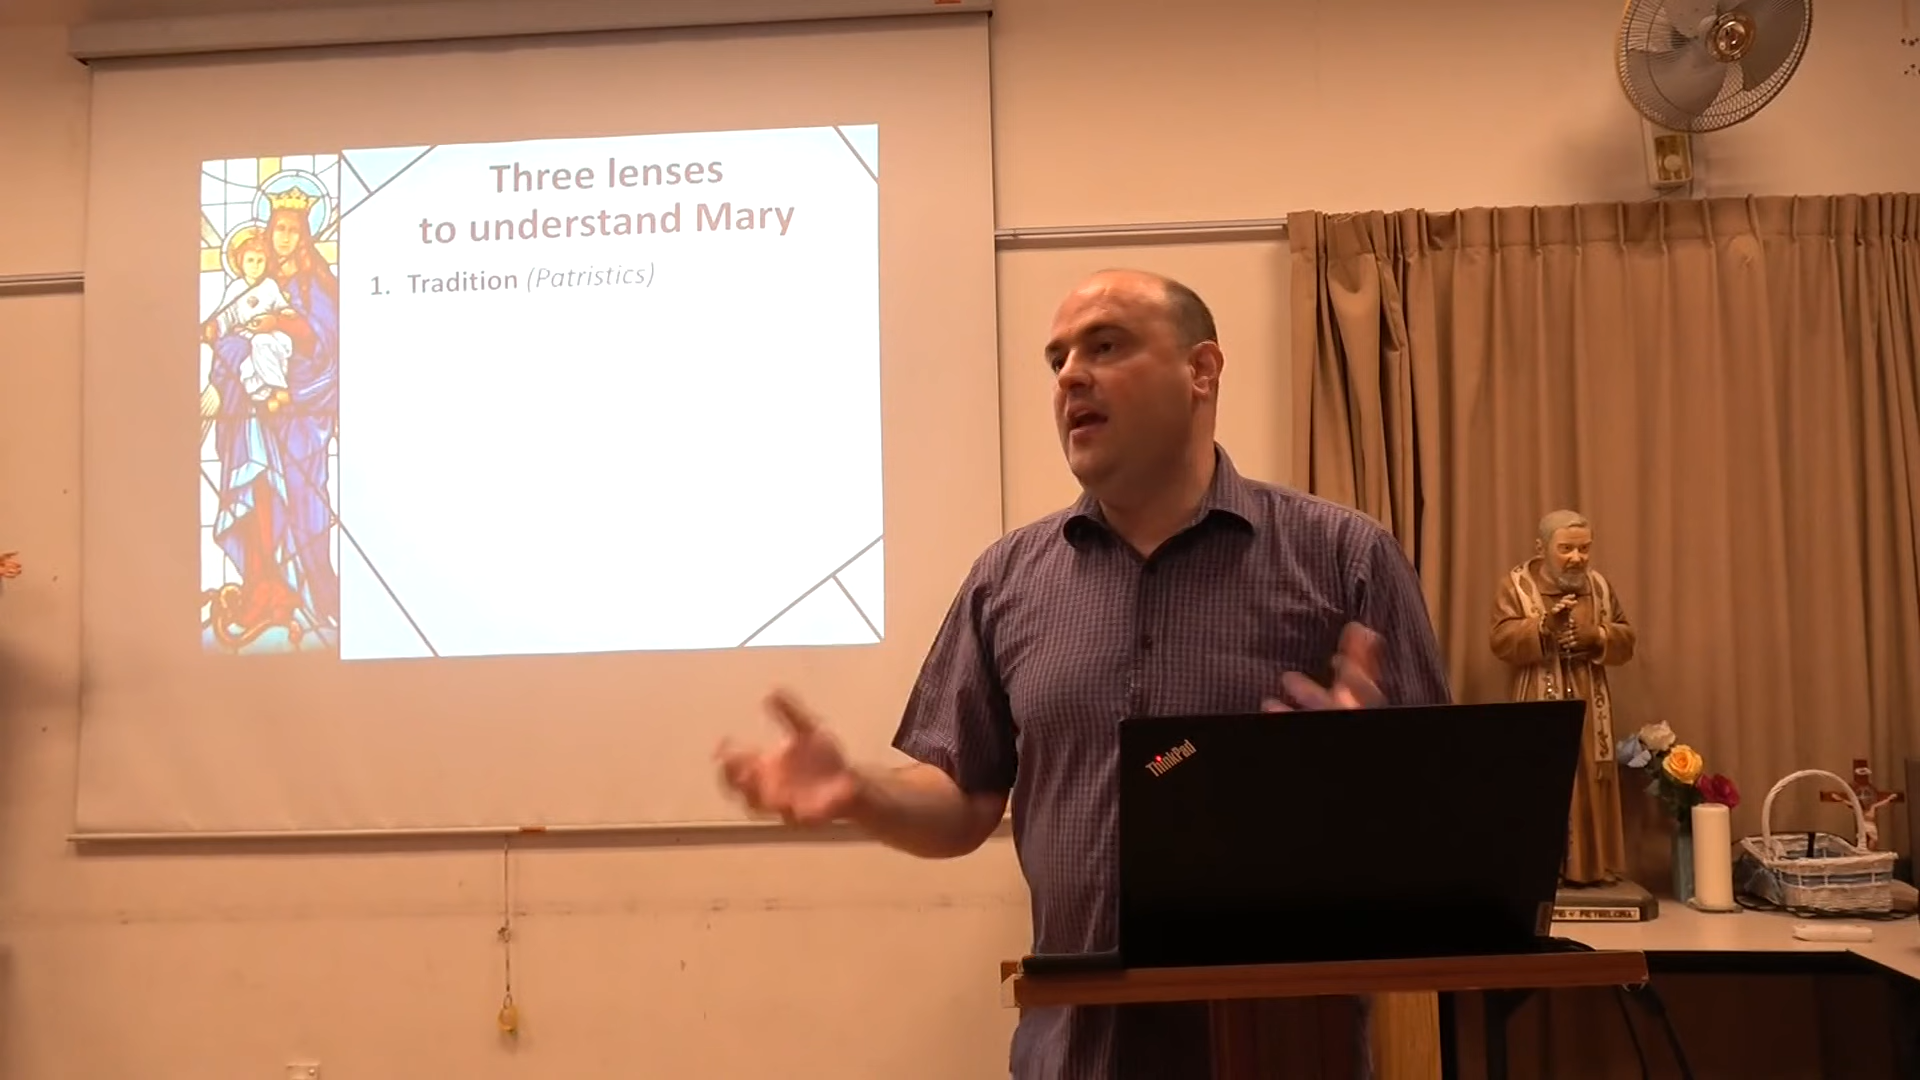 Three lenses
to understand Mary
1. Tradition (Patristics)
ThinkPad